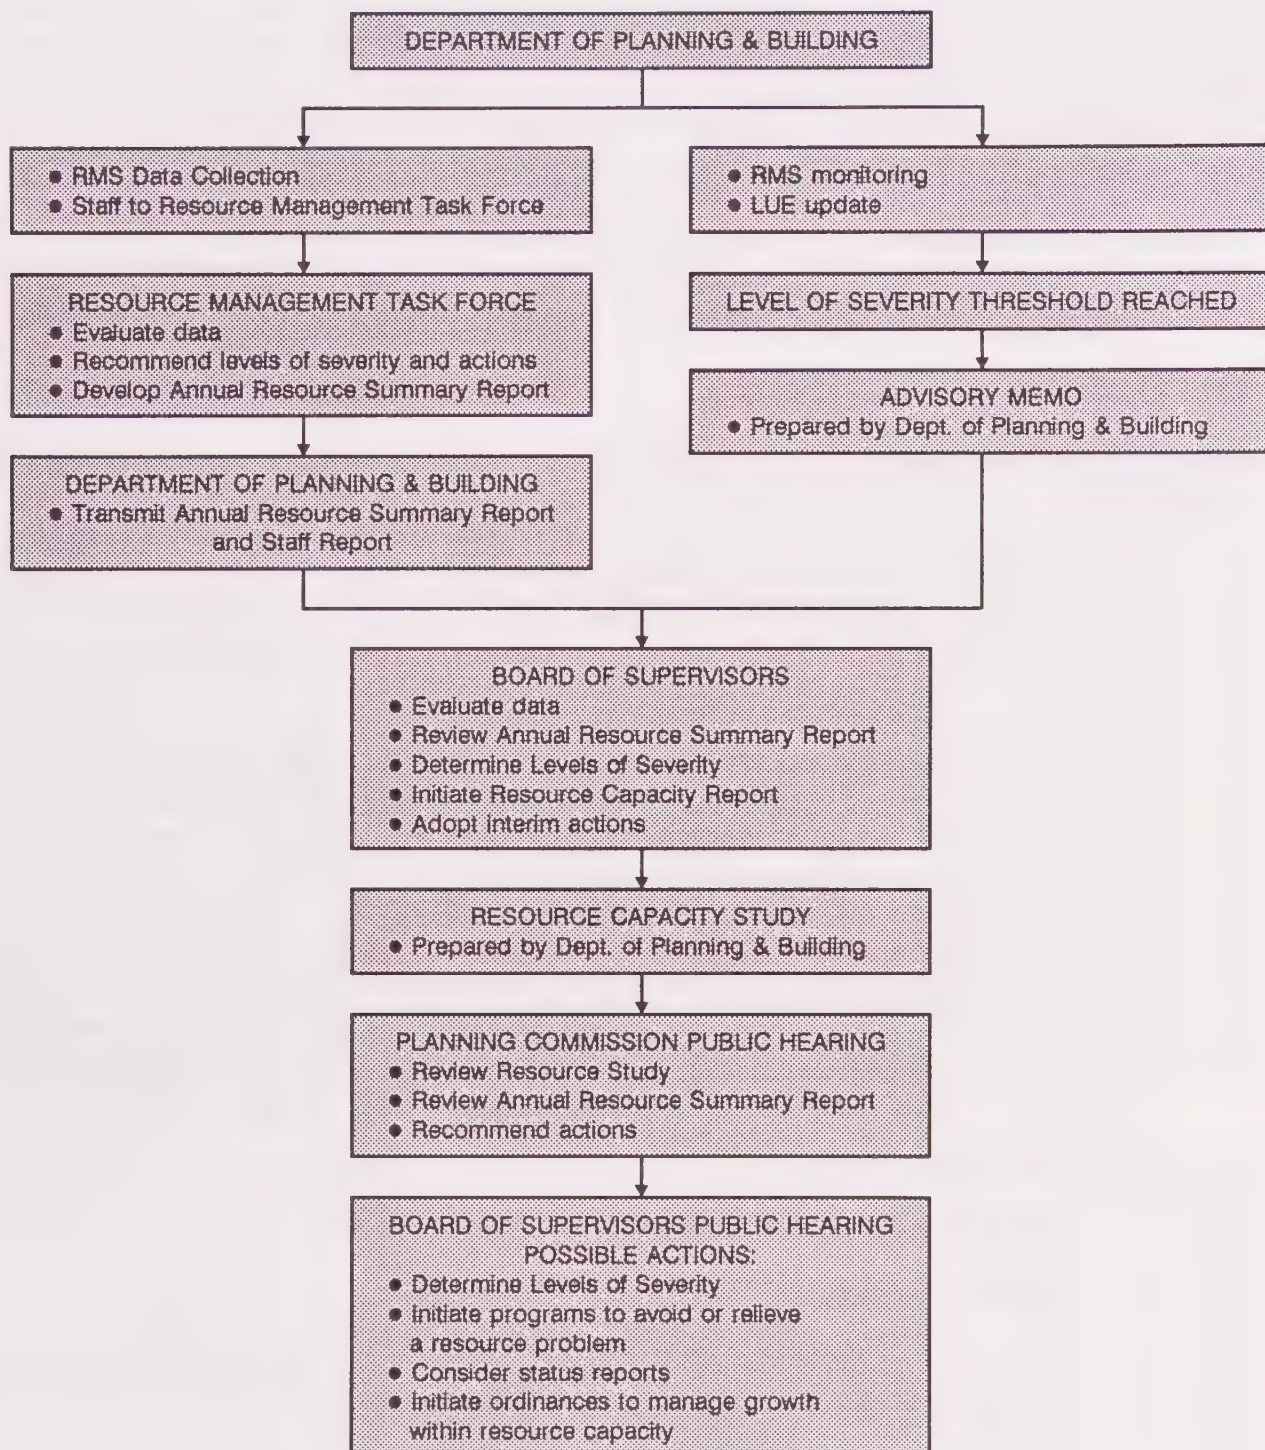 DEPARTMENT OF PLANNING & BUILDING
● RMS Data Collection
● Staff to Resource Management Task Force
● RMS monitoring
● LUE update
RESOURCE MANAGEMENT TASK FORCE
● Evaluate data
● Recommend levels of severity and actions
● Develop Annual Resource Summary Report
LEVEL OF SEVERITY THRESHOLD REACHED
ADVISORY MEMO
● Prepared by Dept. of Planning & Building
DEPARTMENT OF PLANNING & BUILDING
● Transmit Annual Resource Summary Report
and Staff Report
BOARD OF SUPERVISORS
● Evaluate data
● Review Annual Resource Summary Report
● Determine Levels of Severity
● Initiate Resource Capacity Report
● Adopt interim actions
RESOURCE CAPACITY STUDY
● Prepared by Dept. of Planning & Building
PLANNING COMMISSION PUBLIC HEARING
● Review Resource Study
● Review Annual Resource Summary Report
● Recommend actions
BOARD OF SUPERVISORS PUBLIC HEARING
POSSIBLE ACTIONS:
● Determine Levels of Severity
● Initiate programs to avoid or relieve
a resource problem
● Consider status reports
● Initiate ordinances to manage growth
within resource capacity